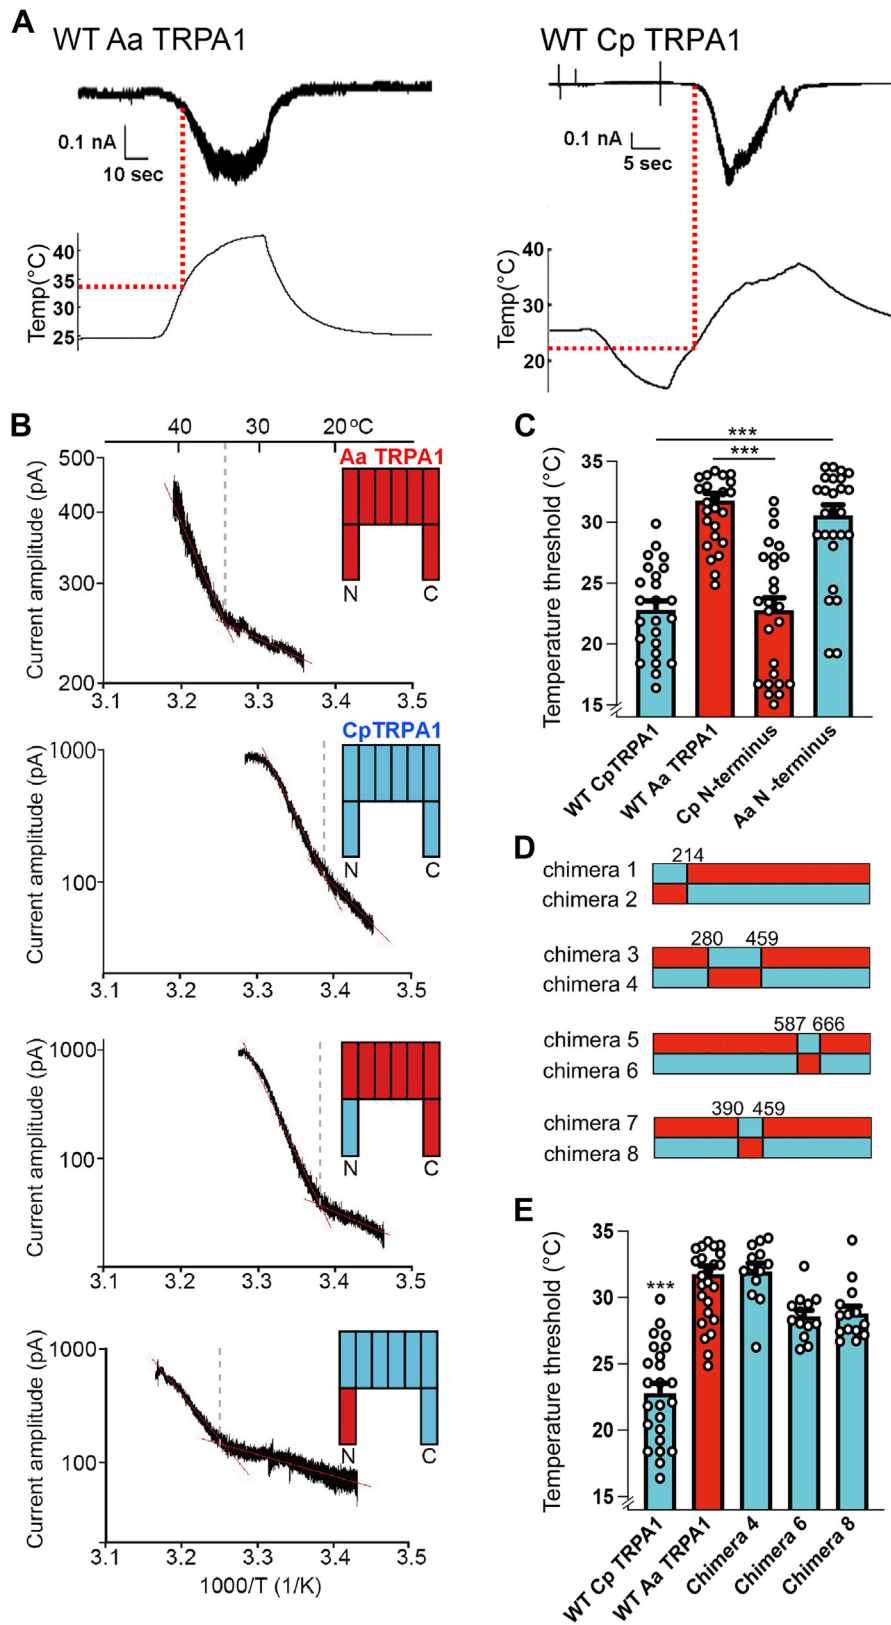 A
WT Aa TRPA1
WT Cp TRPA1
0.1 nA
10 sec
0.1 nA
5 sec
Temp(°C)
40
35
30
25
Temp(°C)
40
30
20
B
40 30 20°C
Current amplitude (pA)
500
400
300
200
Aa TRPA1
N C
3.1 3.2 3.3 3.4 3.5
Current amplitude (pA)
1000
100
CpTRPA1
N C
3.1 3.2 3.3 3.4 3.5
Current amplitude (pA)
1000
100
N C
3.1 3.2 3.3 3.4 3.5
Current amplitude (pA)
1000
100
N C
3.1 3.2 3.3 3.4 3.5
1000/T (1/K)
C
***
***
Temperature threshold (°C)
35
30
25
20
15
WT CpTRPA1
WT Aa TRPA1
Cp N-terminus
Aa N -terminus
D
214
chimera 1
chimera 2
280 459
chimera 3
chimera 4
587 666
chimera 5
chimera 6
390 459
chimera 7
chimera 8
E
Temperature threshold (°C)
35
30
25
20
15
***
WT Cp TRPA1
WT Aa TRPA1
Chimera 4
Chimera 6
Chimera 8